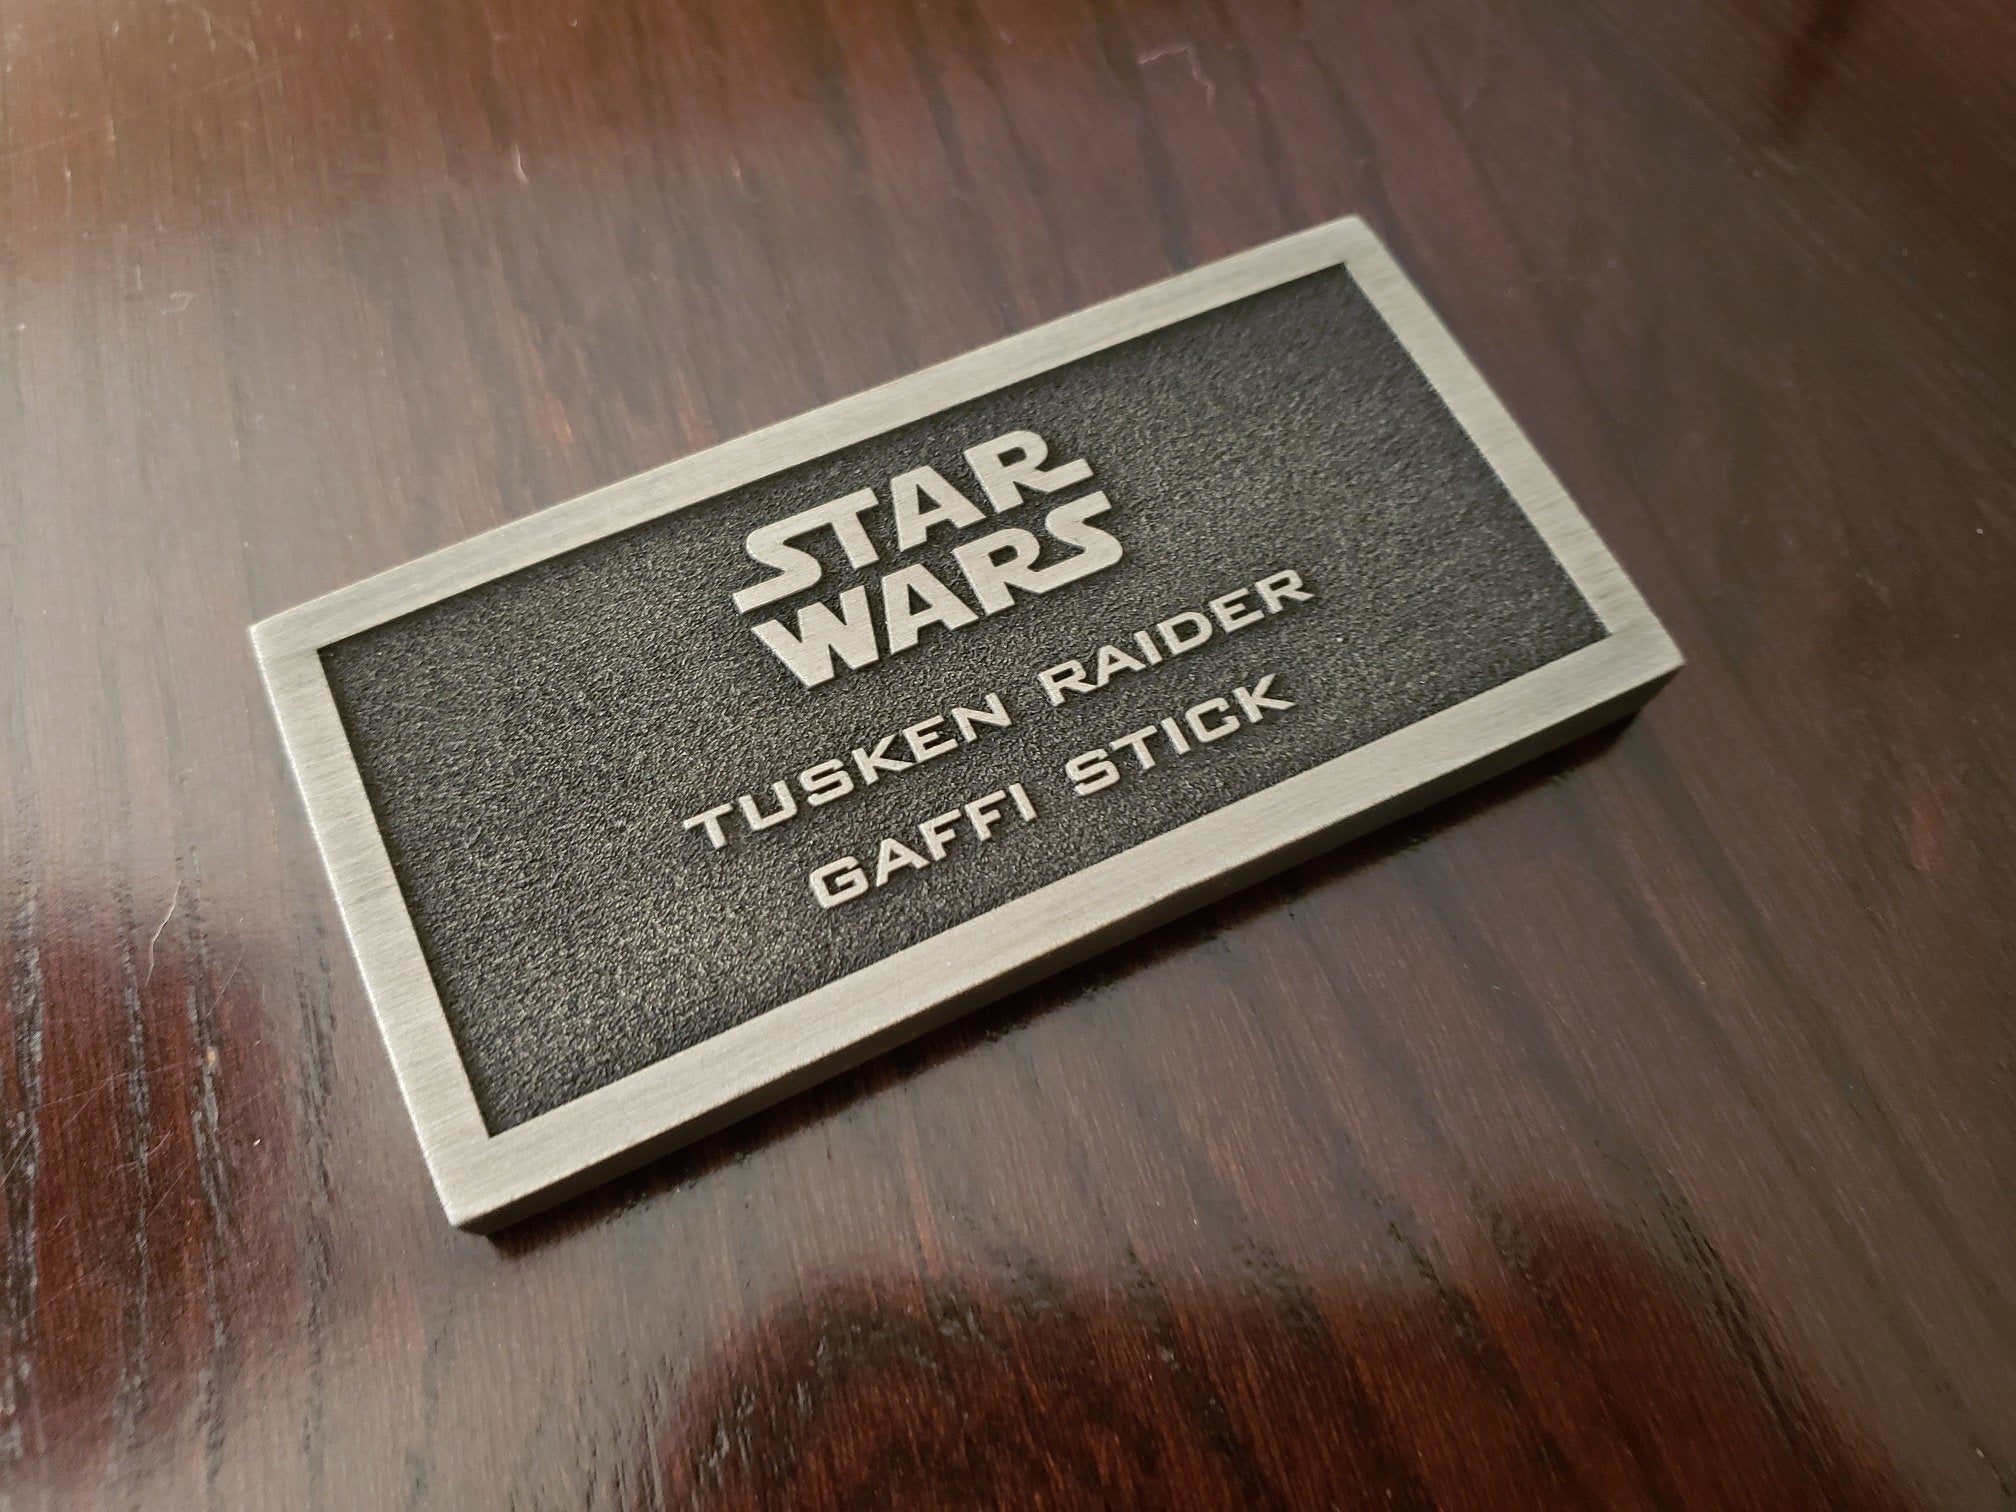 STAR
WARS
TUSKEN RAIDER
GAFFI STICK